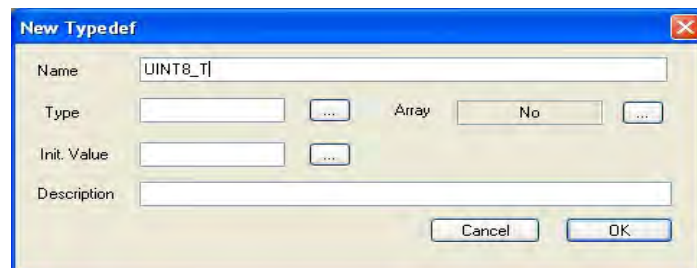 New Typedef
Name UINT8_T
Type ... Array No ...
Init. Value ...
Description
Cancel OK